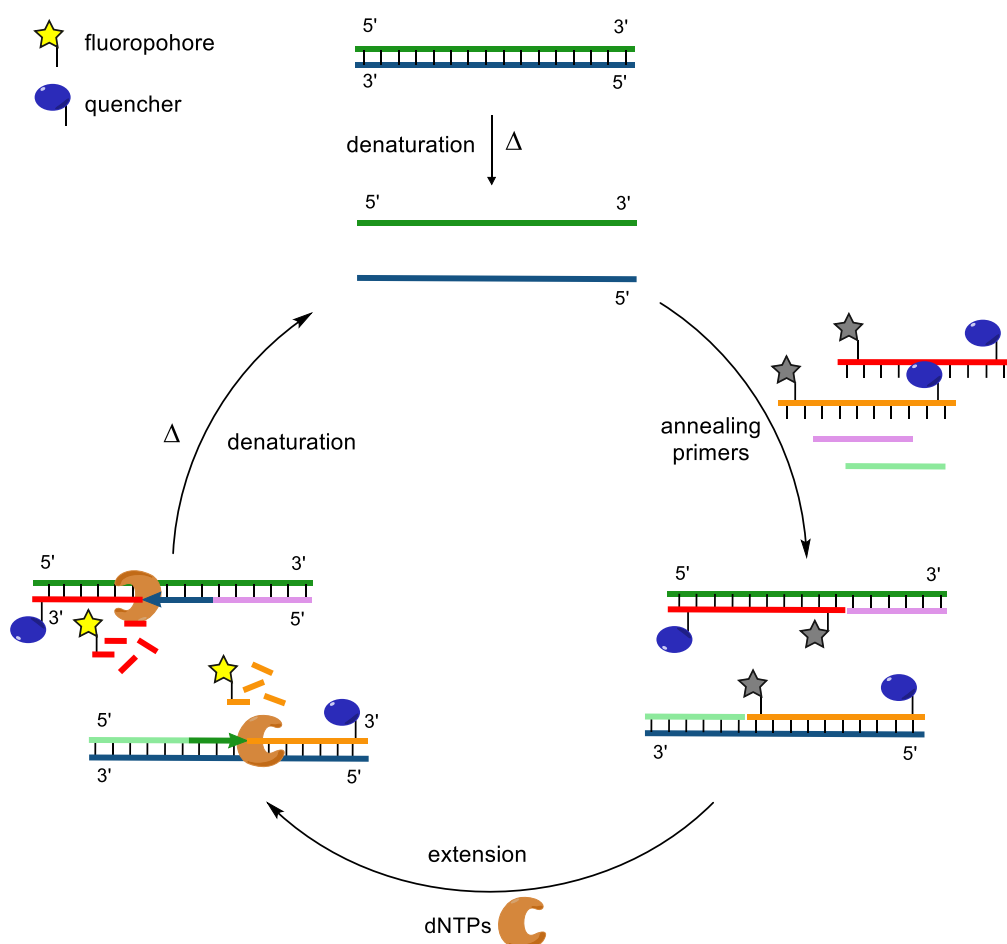 fluoropohore
quencher
5' 3'
3' 5'
denaturation Δ
5' 3'
5'
annealing
primers
Δ
denaturation
5' 3'
3' 5'
5' 3'
3' 5'
5' 3'
3' 5'
extension
dNTPs